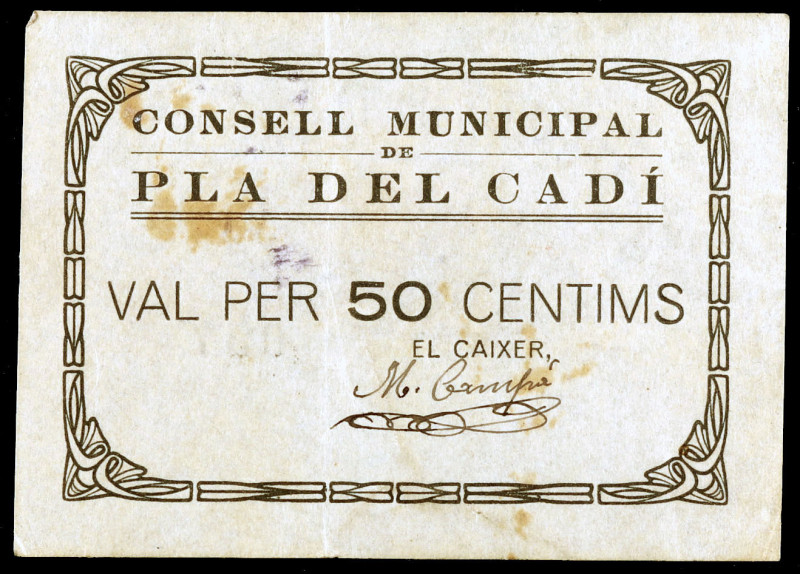 CONSELL MUNICIPAL
DE
PLA DEL CADÍ
VAL PER 50 CENTIMS
EL CAIXER,
M. Campà